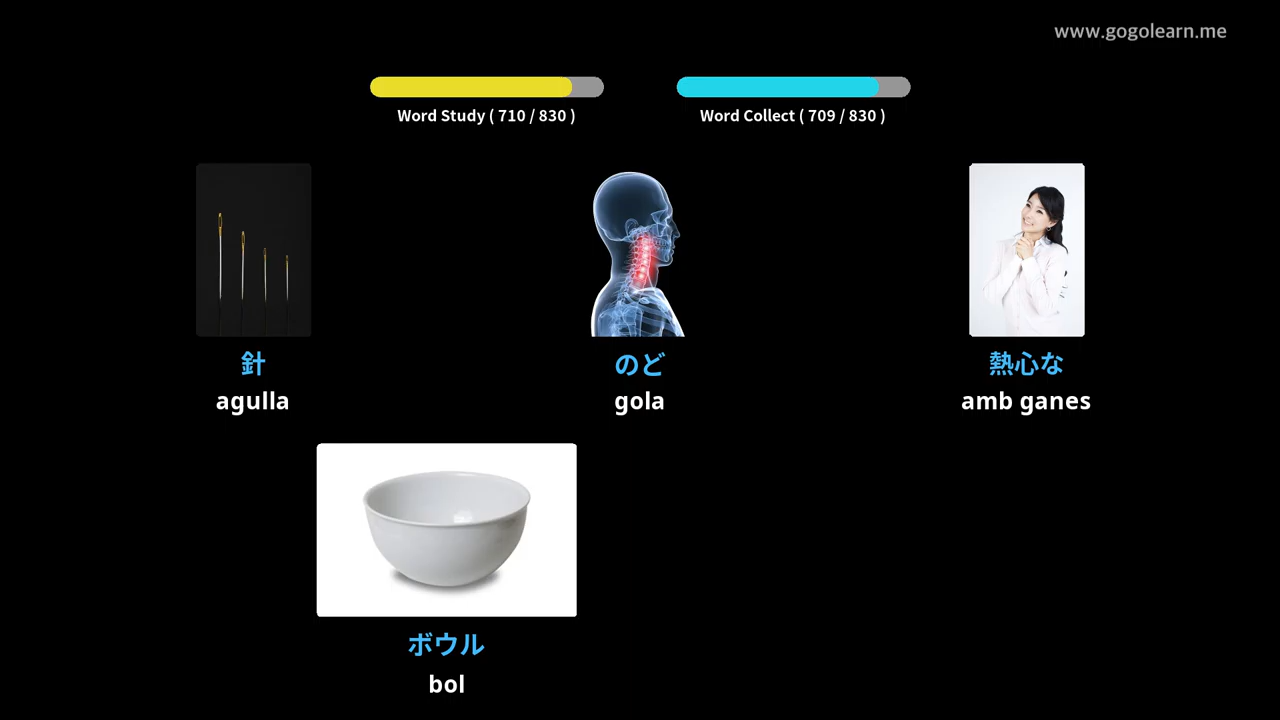 www.gogolearn.me
Word Study ( 710 / 830 )
Word Collect ( 709 / 830 )
針
agulla
のど
gola
熱心な
amb ganes
ボウル
bol